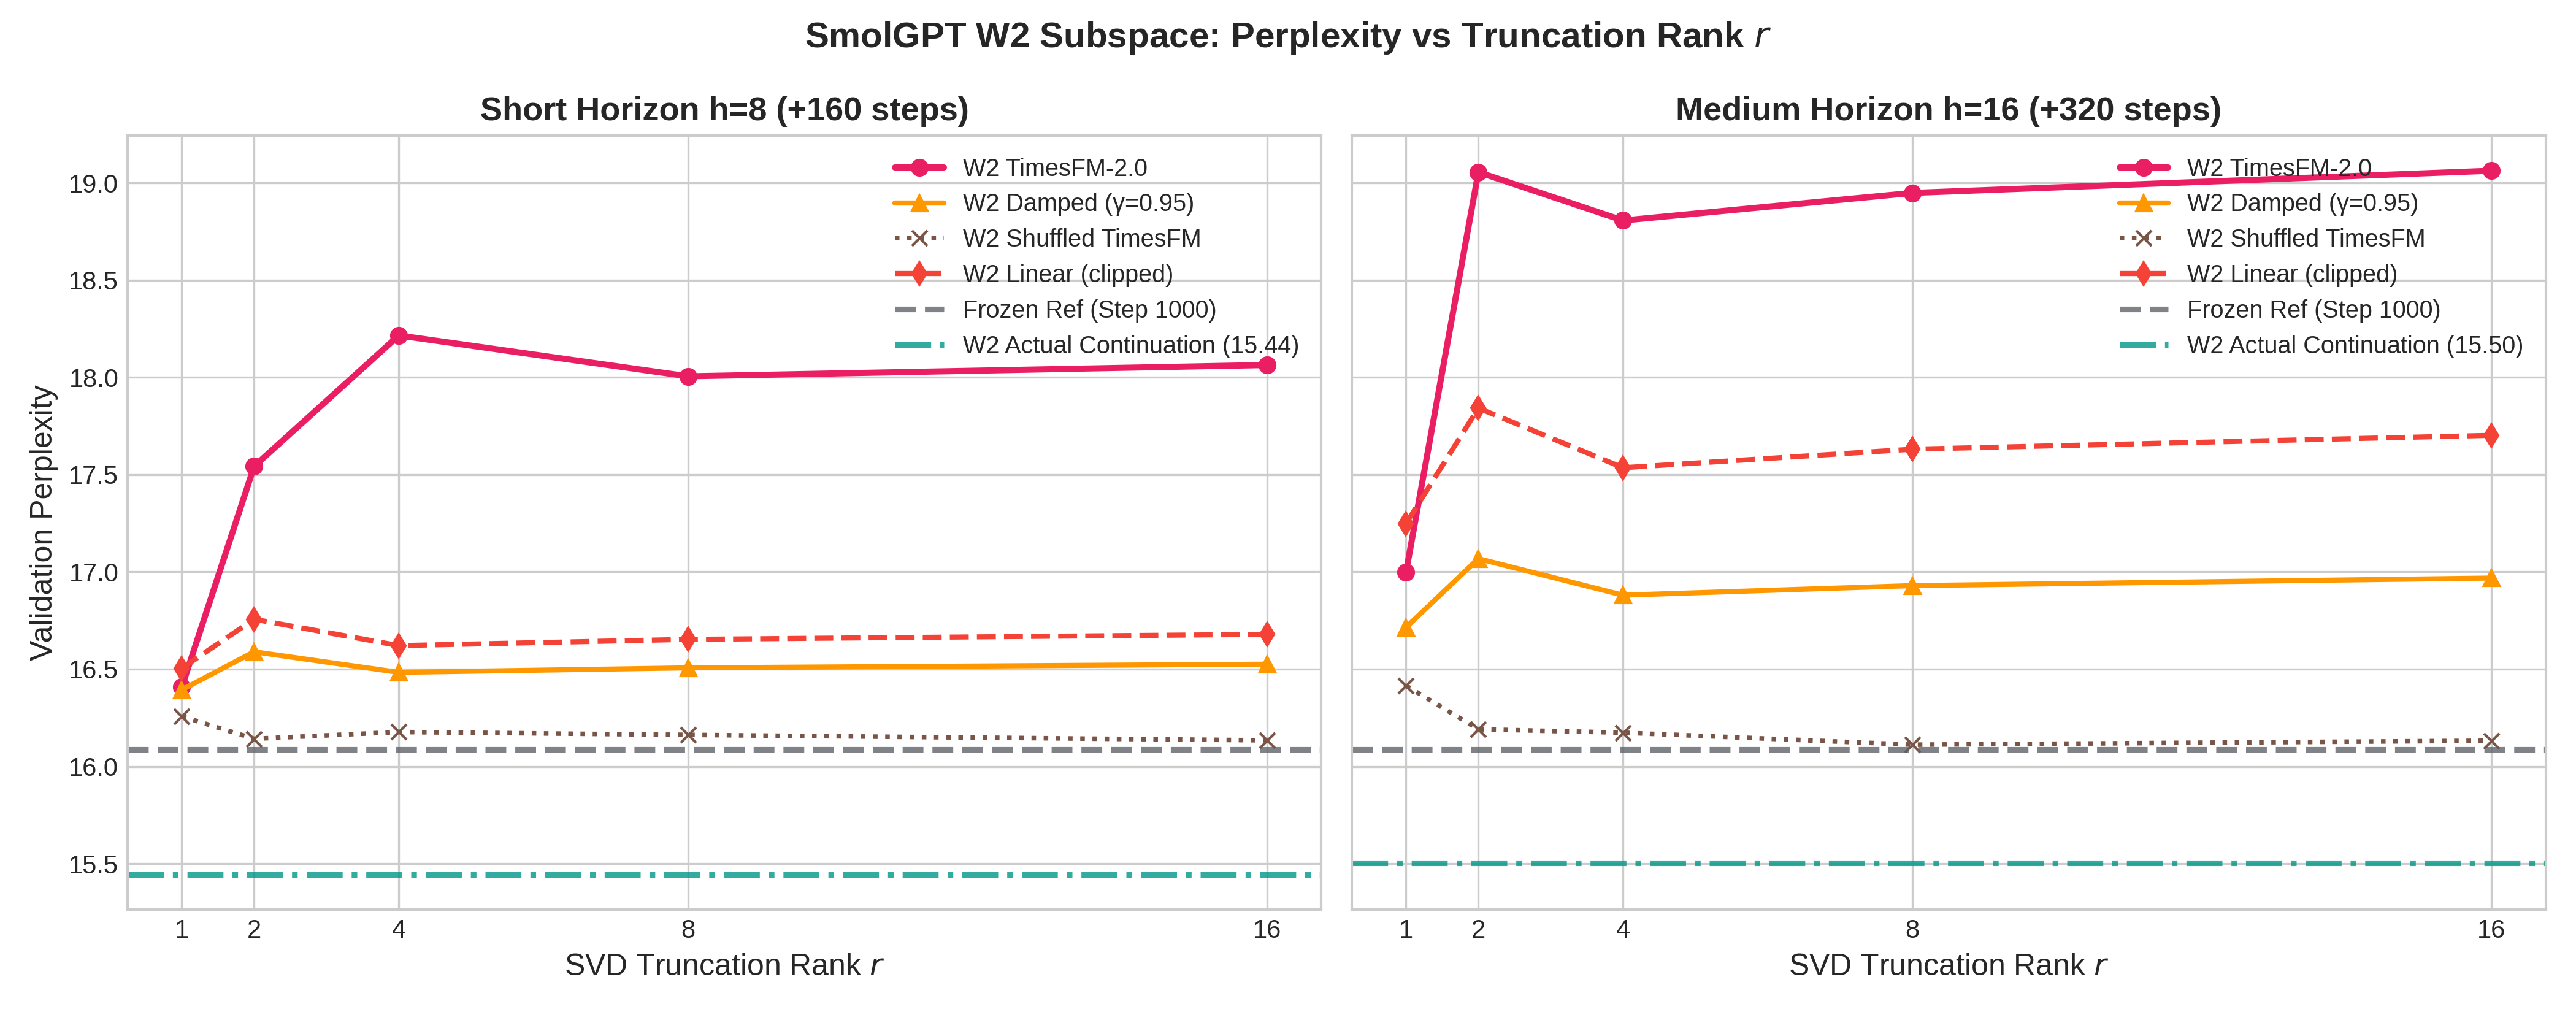 SmolGPT W2 Subspace: Perplexity vs Truncation Rank r
Short Horizon h=8 (+160 steps)
Validation Perplexity
19.0
18.5
18.0
17.5
17.0
16.5
16.0
15.5
W2 TimesFM-2.0
W2 Damped (γ=0.95)
W2 Shuffled TimesFM
W2 Linear (clipped)
Frozen Ref (Step 1000)
W2 Actual Continuation (15.44)
1 2 4 8 16
SVD Truncation Rank r
Medium Horizon h=16 (+320 steps)
W2 TimesFM-2.0
W2 Damped (γ=0.95)
W2 Shuffled TimesFM
W2 Linear (clipped)
Frozen Ref (Step 1000)
W2 Actual Continuation (15.50)
1 2 4 8 16
SVD Truncation Rank r